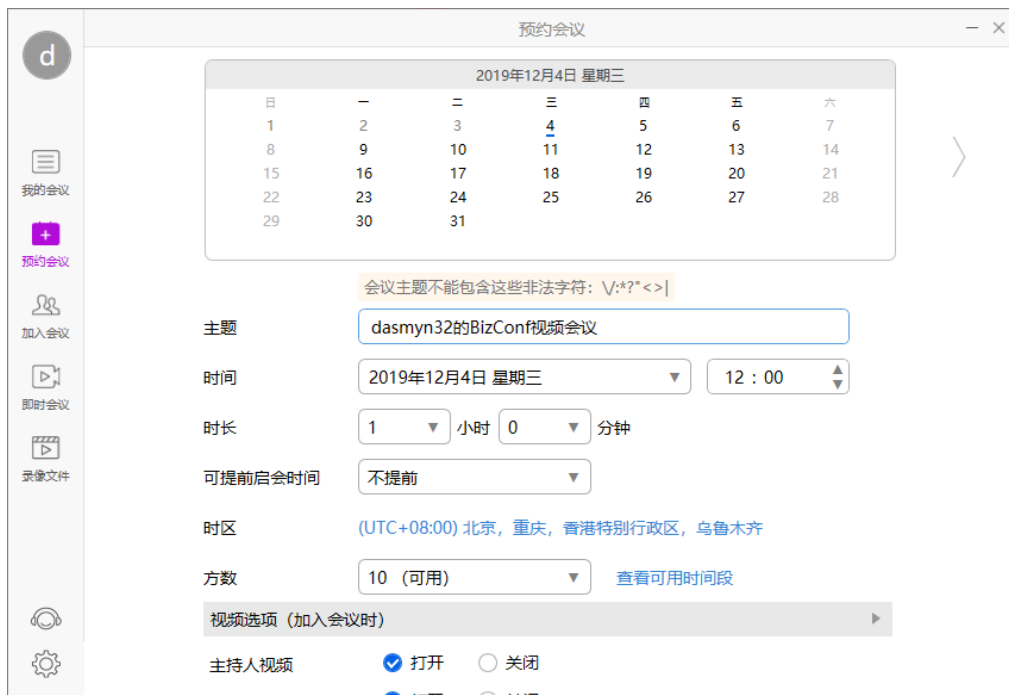 预约会议
d
2019年12月4日 星期三
日 一 二 三 四 五 六
1 2 3 4 5 6 7
8 9 10 11 12 13 14
15 16 17 18 19 20 21
22 23 24 25 26 27 28
29 30 31
我的会议
预约会议
加入会议
即时会议
录像文件
会议主题不能包含这些非法字符：\/:*?"<>|
主题 dasmyn32的BizConf视频会议
时间 2019年12月4日 星期三 12 : 00
时长 1 小时 0 分钟
可提前启会时间 不提前
时区 (UTC+08:00) 北京，重庆，香港特别行政区，乌鲁木齐
方数 10 （可用） 查看可用时间段
视频选项（加入会议时）
主持人视频 打开 关闭